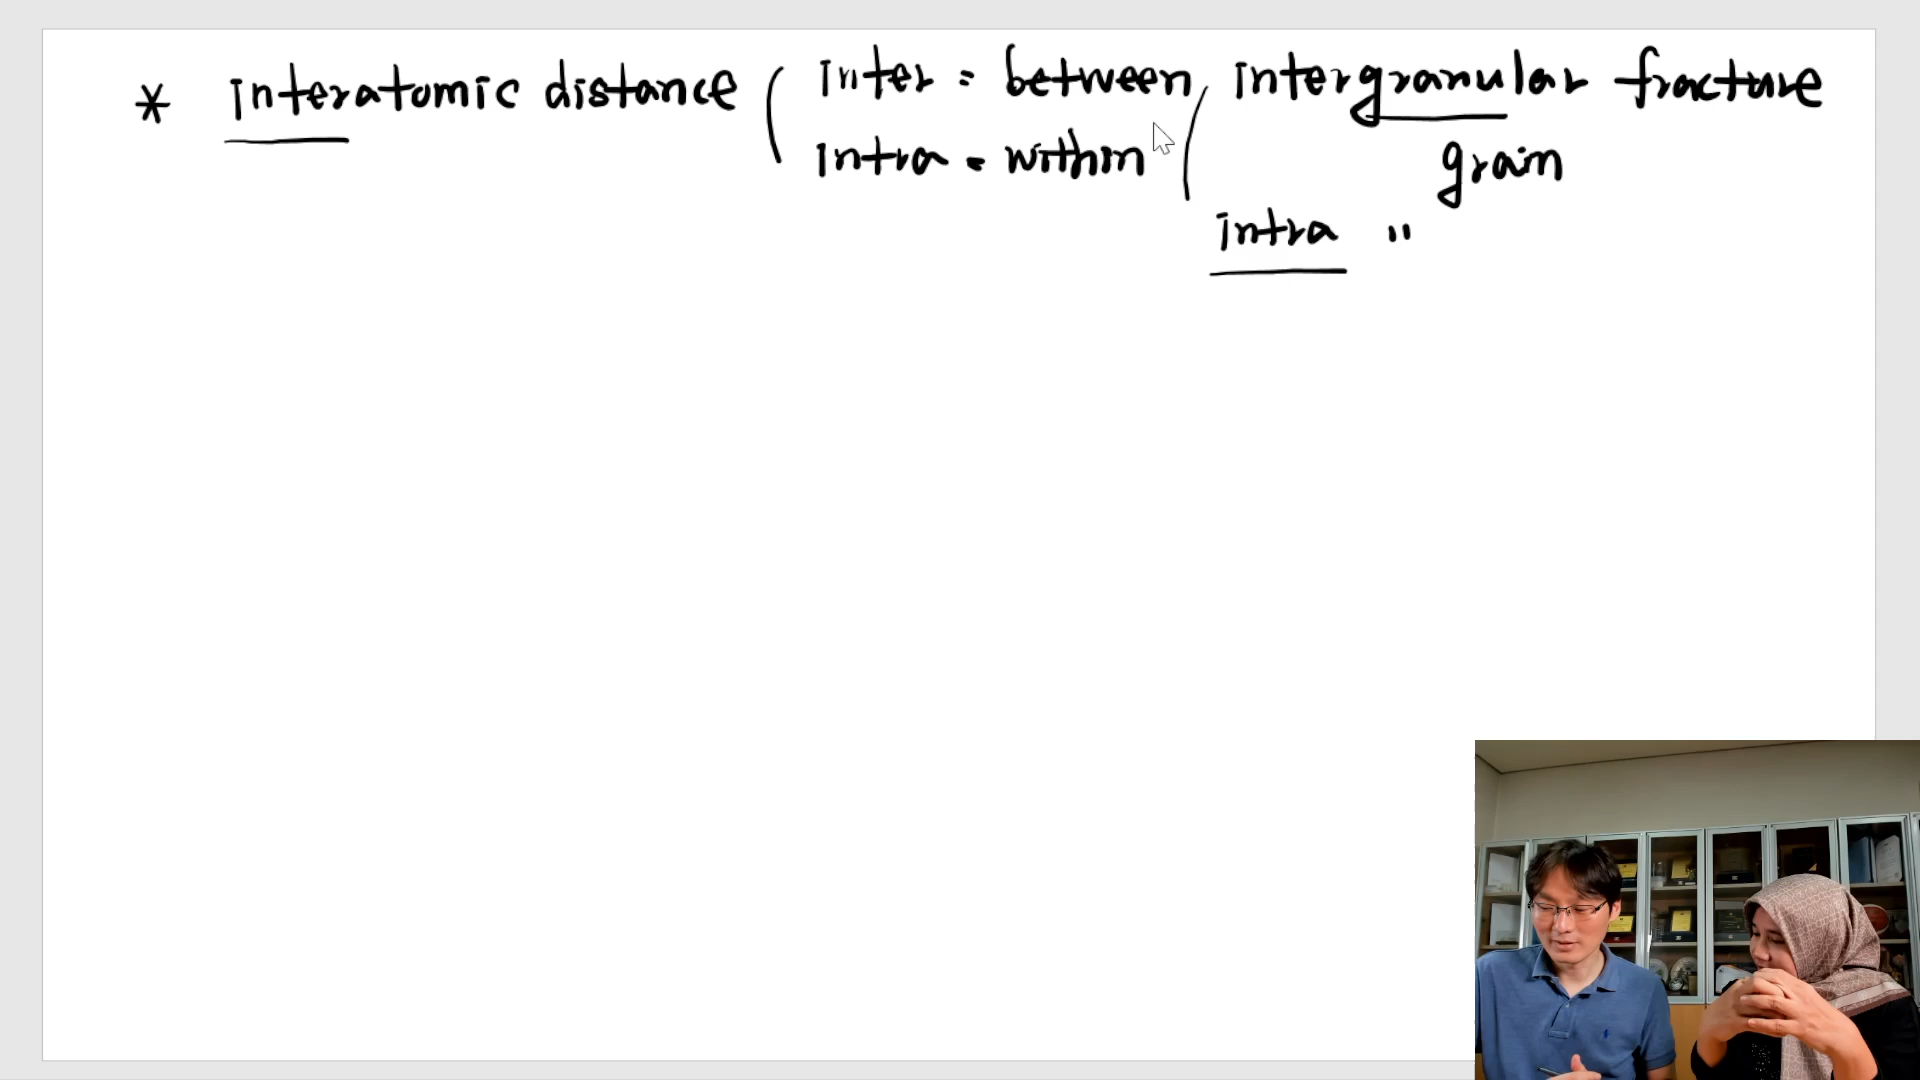 * interatomic distance ( inter = between / intergranular fracture
intra = within grain
intra "